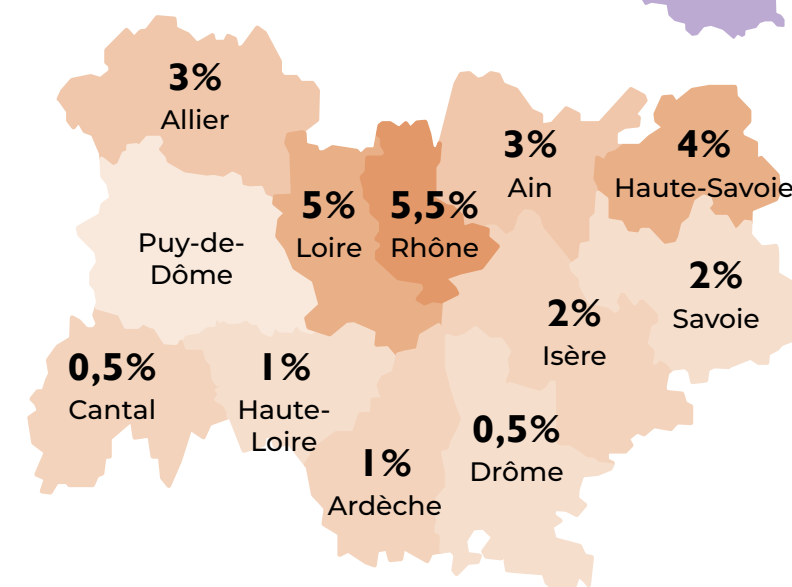 3%
Allier
3%
Ain
4%
Haute-Savoie
5%
Loire
5,5%
Rhône
Puy-de-
Dôme
2%
Savoie
2%
Isère
0,5%
Cantal
1%
Haute-
Loire
0,5%
Drôme
1%
Ardèche